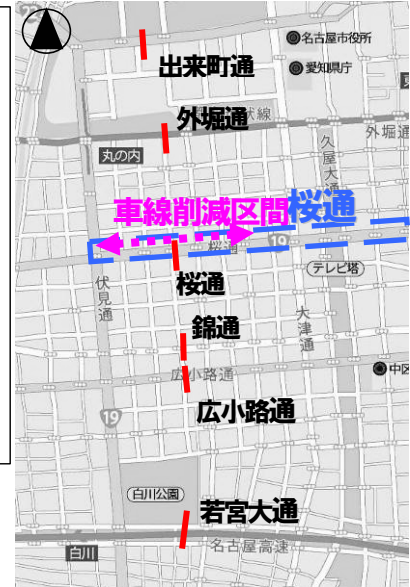 名古屋市役所
出来町通
愛知県庁
外堀通
伏線
外堀通
丸の内
久屋大通
車線削減区間
桜通
桜通
19
テレビ塔
伏見通
桜通
大津通
錦通
広小路通
中区
広小路通
19
白川公園
若宮大通
白川
名古屋高速